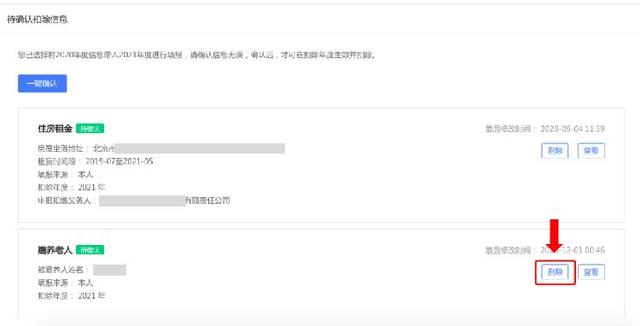 待确认扣除信息
您已选择将2020年度信息带入2021年度进行填报，请确认信息无误，确认后，才可在扣除年度生效并扣除。
一键确认
住房租金 待确认 最后修改时间： 2020-09-04 11:39
房屋坐落地址： 北京市
删除 查看
租赁时间段： 2019-07至2021-05
填报来源： 本人
扣除年度： 2021 年
申报扣缴义务人： 有限责任公司
赡养老人 待确认 最后修改时间： 12-01 00:46
被赡养人姓名：
删除 查看
填报来源： 本人
扣除年度： 2021 年